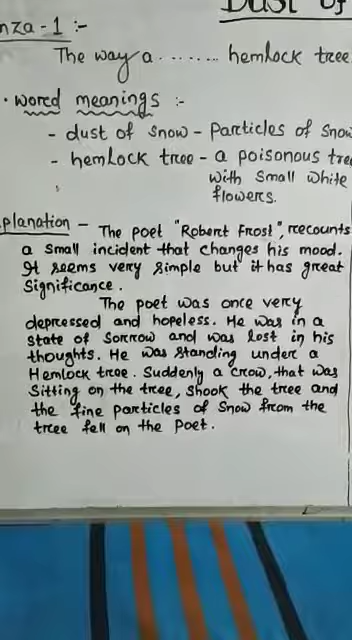 Dust of
nza-1 :-
The way a ........ hemlock tree
. word meanings :-
- dust of snow - Particles of snow
- hemlock tree - a poisonous tree
with small white
flowers.
planation - The poet "Robert Frost", recounts
a small incident that changes his mood.
It seems very simple but it has great
significance.
The poet was once very
depressed and hopeless. He was in a
state of sorrow and was lost in his
thoughts. He was standing under a
Hemlock tree. Suddenly a crow, that was
sitting on the tree, shook the tree and
the fine particles of snow from the
tree fell on the poet.